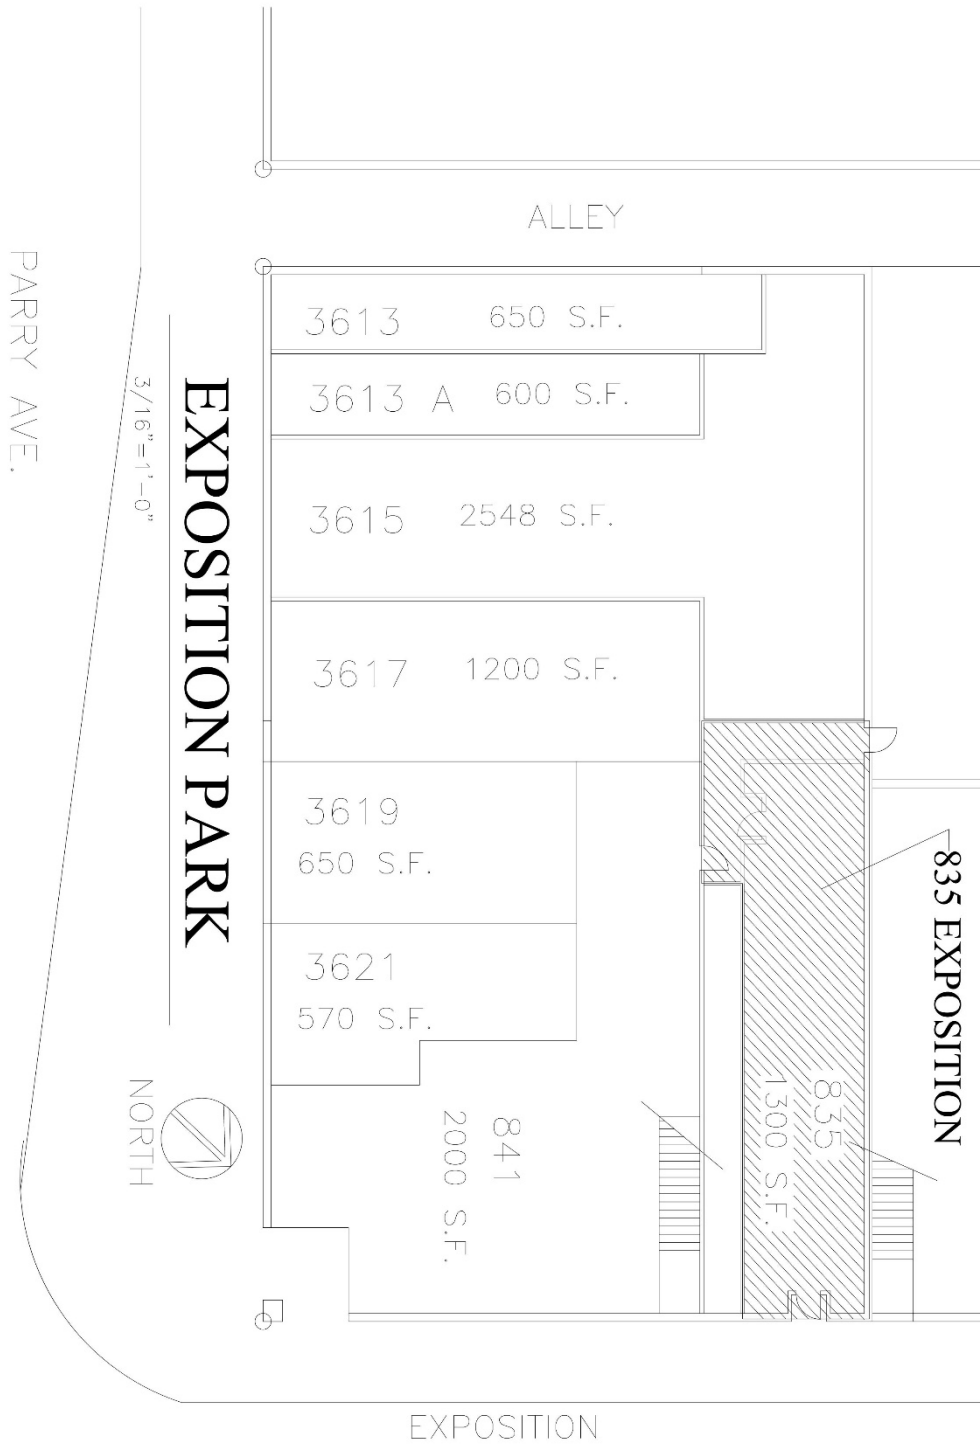 ALLEY
PARRY AVE.
3/16"=1'-0"
EXPOSITION PARK
3613 650 S.F.
3613 A 600 S.F.
3615 2548 S.F.
3617 1200 S.F.
3619
650 S.F.
3621
570 S.F.
841
2000 S.F.
835
1300 S.F.
835 EXPOSITION
NORTH
EXPOSITION